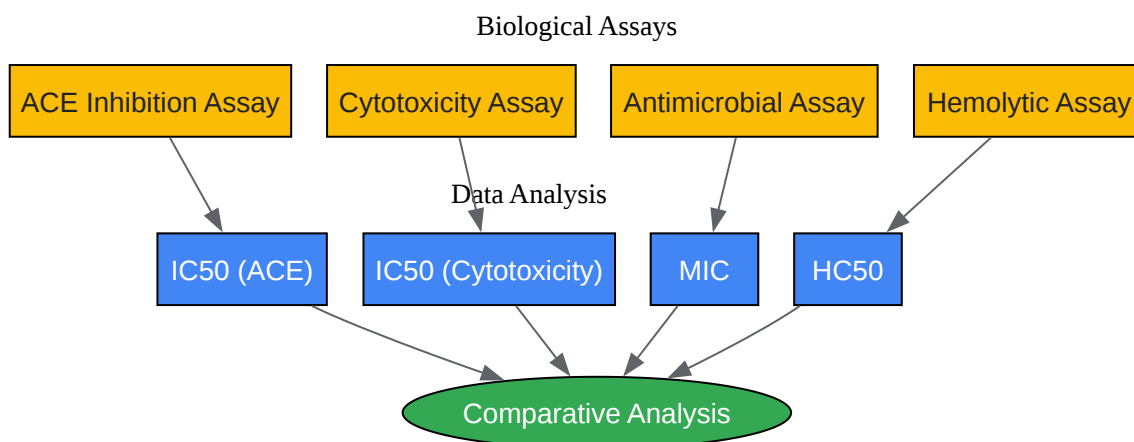 Biological Assays
ACE Inhibition Assay
Cytotoxicity Assay
Antimicrobial Assay
Hemolytic Assay
Data Analysis
IC50 (ACE)
IC50 (Cytotoxicity)
MIC
HC50
Comparative Analysis